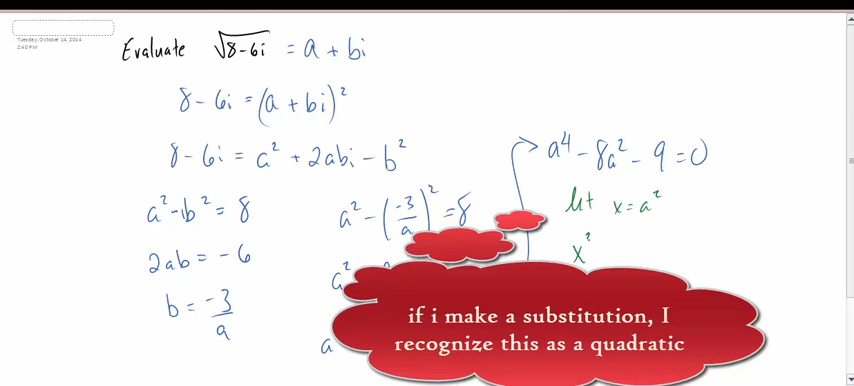 Tuesday, October 14, 2014
2:40 PM
Evaluate √(8-6i) = a + bi
8 - 6i = (a + bi)²
8 - 6i = a² + 2abi - b²
a² - b² = 8
2ab = -6
b = -3/a
a² - (-3/a)² = 8
a²
a
a⁴ - 8a² - 9 = 0
let x = a²
x²
if i make a substitution, I
recognize this as a quadratic